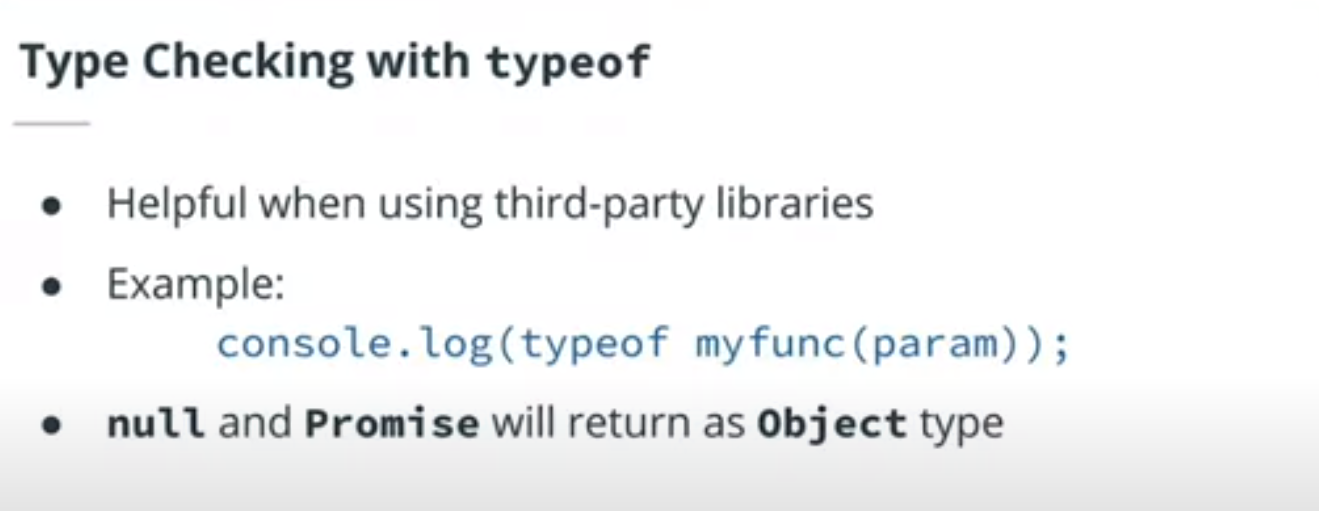 Type Checking with typeof
● Helpful when using third-party libraries
● Example:
console.log(typeof myfunc(param));
● null and Promise will return as Object type